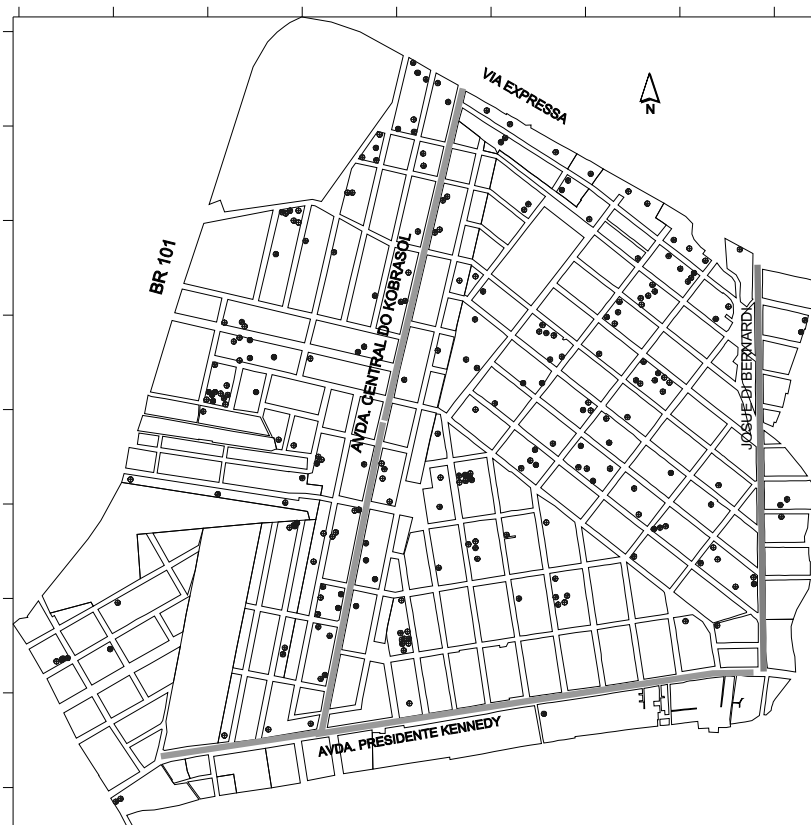 VIA EXPRESSA
N
BR 101
AVDA. CENTRAL DO KOBRASOL
JOSUE DI BERNARDI
AVDA. PRESIDENTE KENNEDY